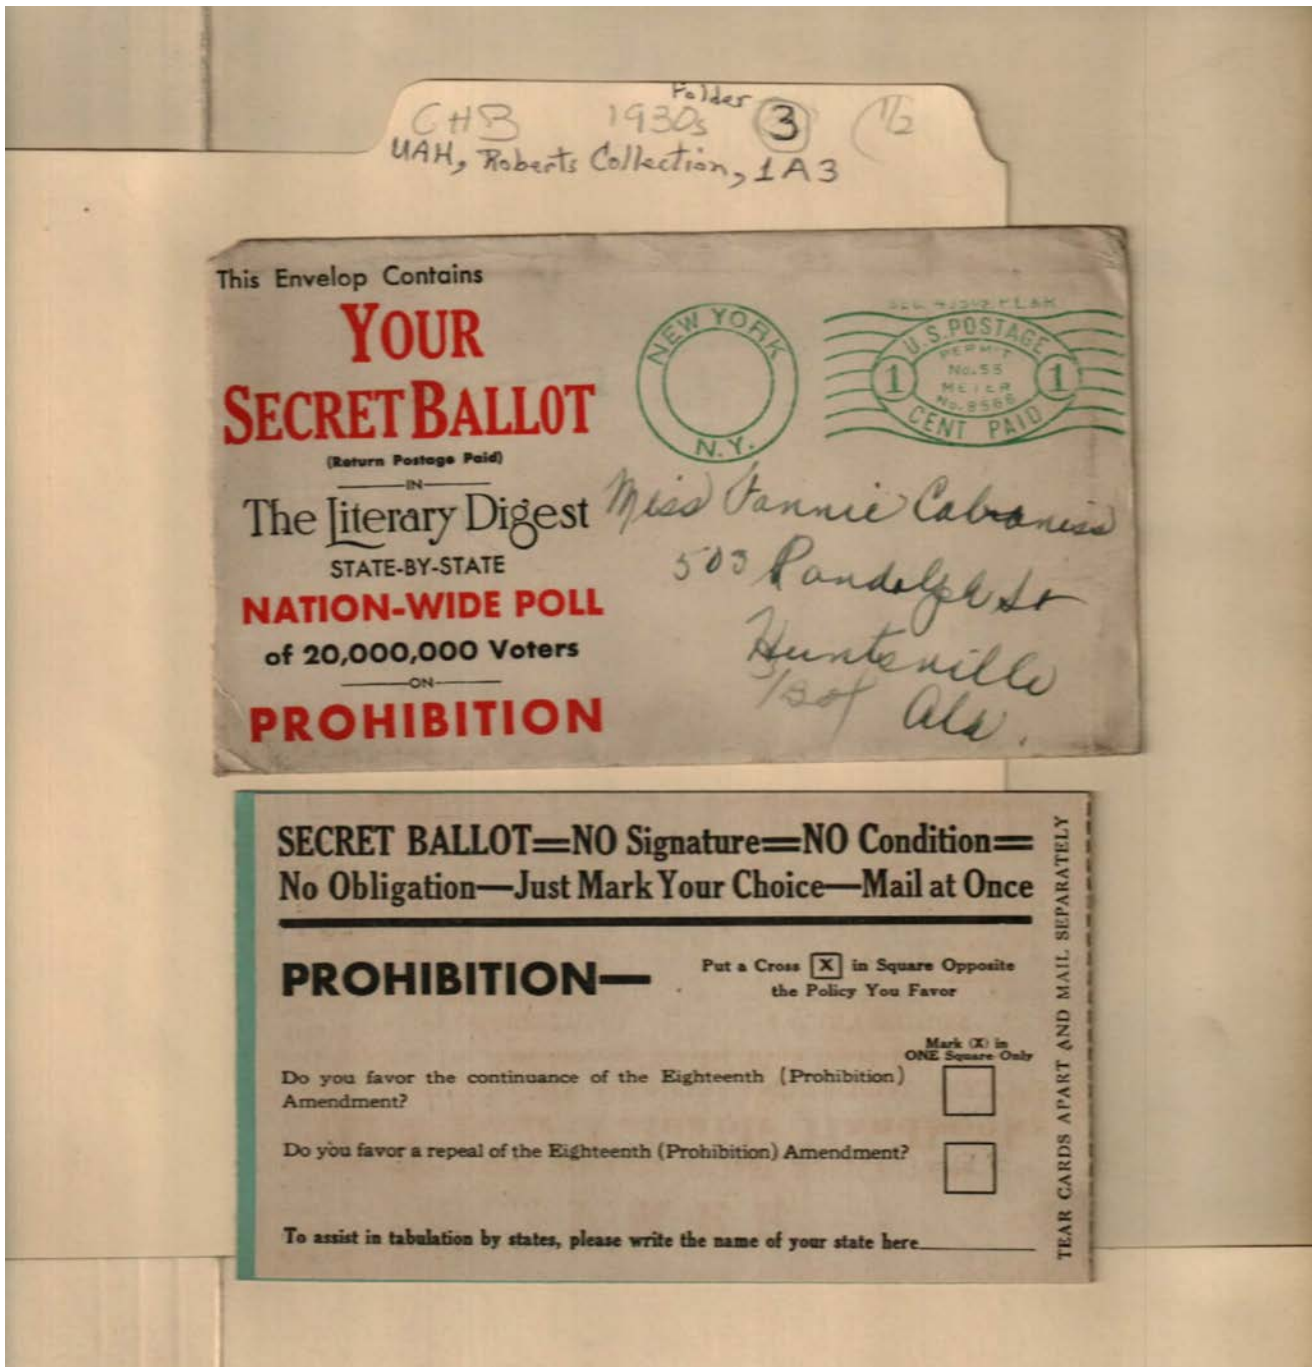 Folder
CHB 1930s 3 1/2
UAH, Roberts Collection, 1A3
This Envelop Contains
YOUR
SECRET BALLOT
(Return Postage Paid)
—IN—
The Literary Digest
STATE-BY-STATE
NATION-WIDE POLL
of 20,000,000 Voters
—ON—
PROHIBITION
NEW YORK
N.Y.
U.S. POSTAGE
PERMIT
No. 55
METER
No. 8586
1 1
CENT PAID
Miss Fannie Cabaniss
503 Randolph St
Huntsville
Ala.
SECRET BALLOT=NO Signature=NO Condition=
No Obligation—Just Mark Your Choice—Mail at Once
PROHIBITION—
Put a Cross X in Square Opposite
the Policy You Favor
Mark (X) in
ONE Square Only
Do you favor the continuance of the Eighteenth (Prohibition)
Amendment?
Do you favor a repeal of the Eighteenth (Prohibition) Amendment?
To assist in tabulation by states, please write the name of your state here
TEAR CARDS APART AND MAIL SEPARATELY